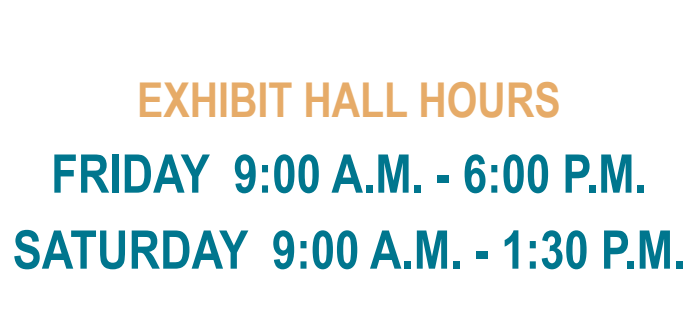 EXHIBIT HALL HOURS
FRIDAY  9:00 A.M. - 6:00 P.M.
SATURDAY  9:00 A.M. - 1:30 P.M.